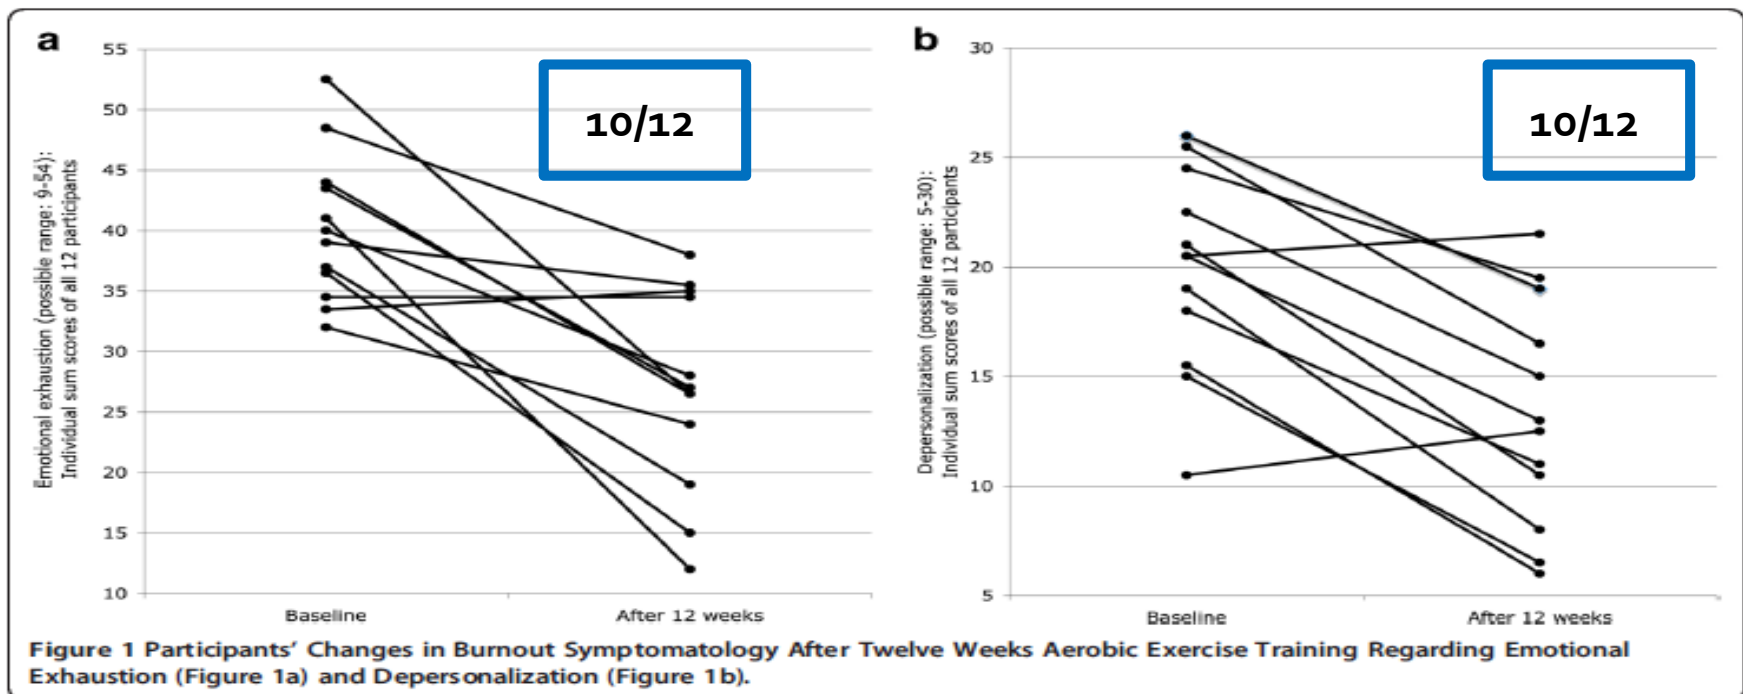 a
Emotional exhaustion (possible range: 9-54):
Individual sum scores of all 12 participants
55
50
45
40
35
30
25
20
15
10
10/12
Baseline
After 12 weeks
b
Depersonalization (possible range: 5-30):
Individual sum scores of all 12 participants
30
25
20
15
10
5
10/12
Baseline
After 12 weeks
Figure 1 Participants' Changes in Burnout Symptomatology After Twelve Weeks Aerobic Exercise Training Regarding Emotional
Exhaustion (Figure 1a) and Depersonalization (Figure 1b).